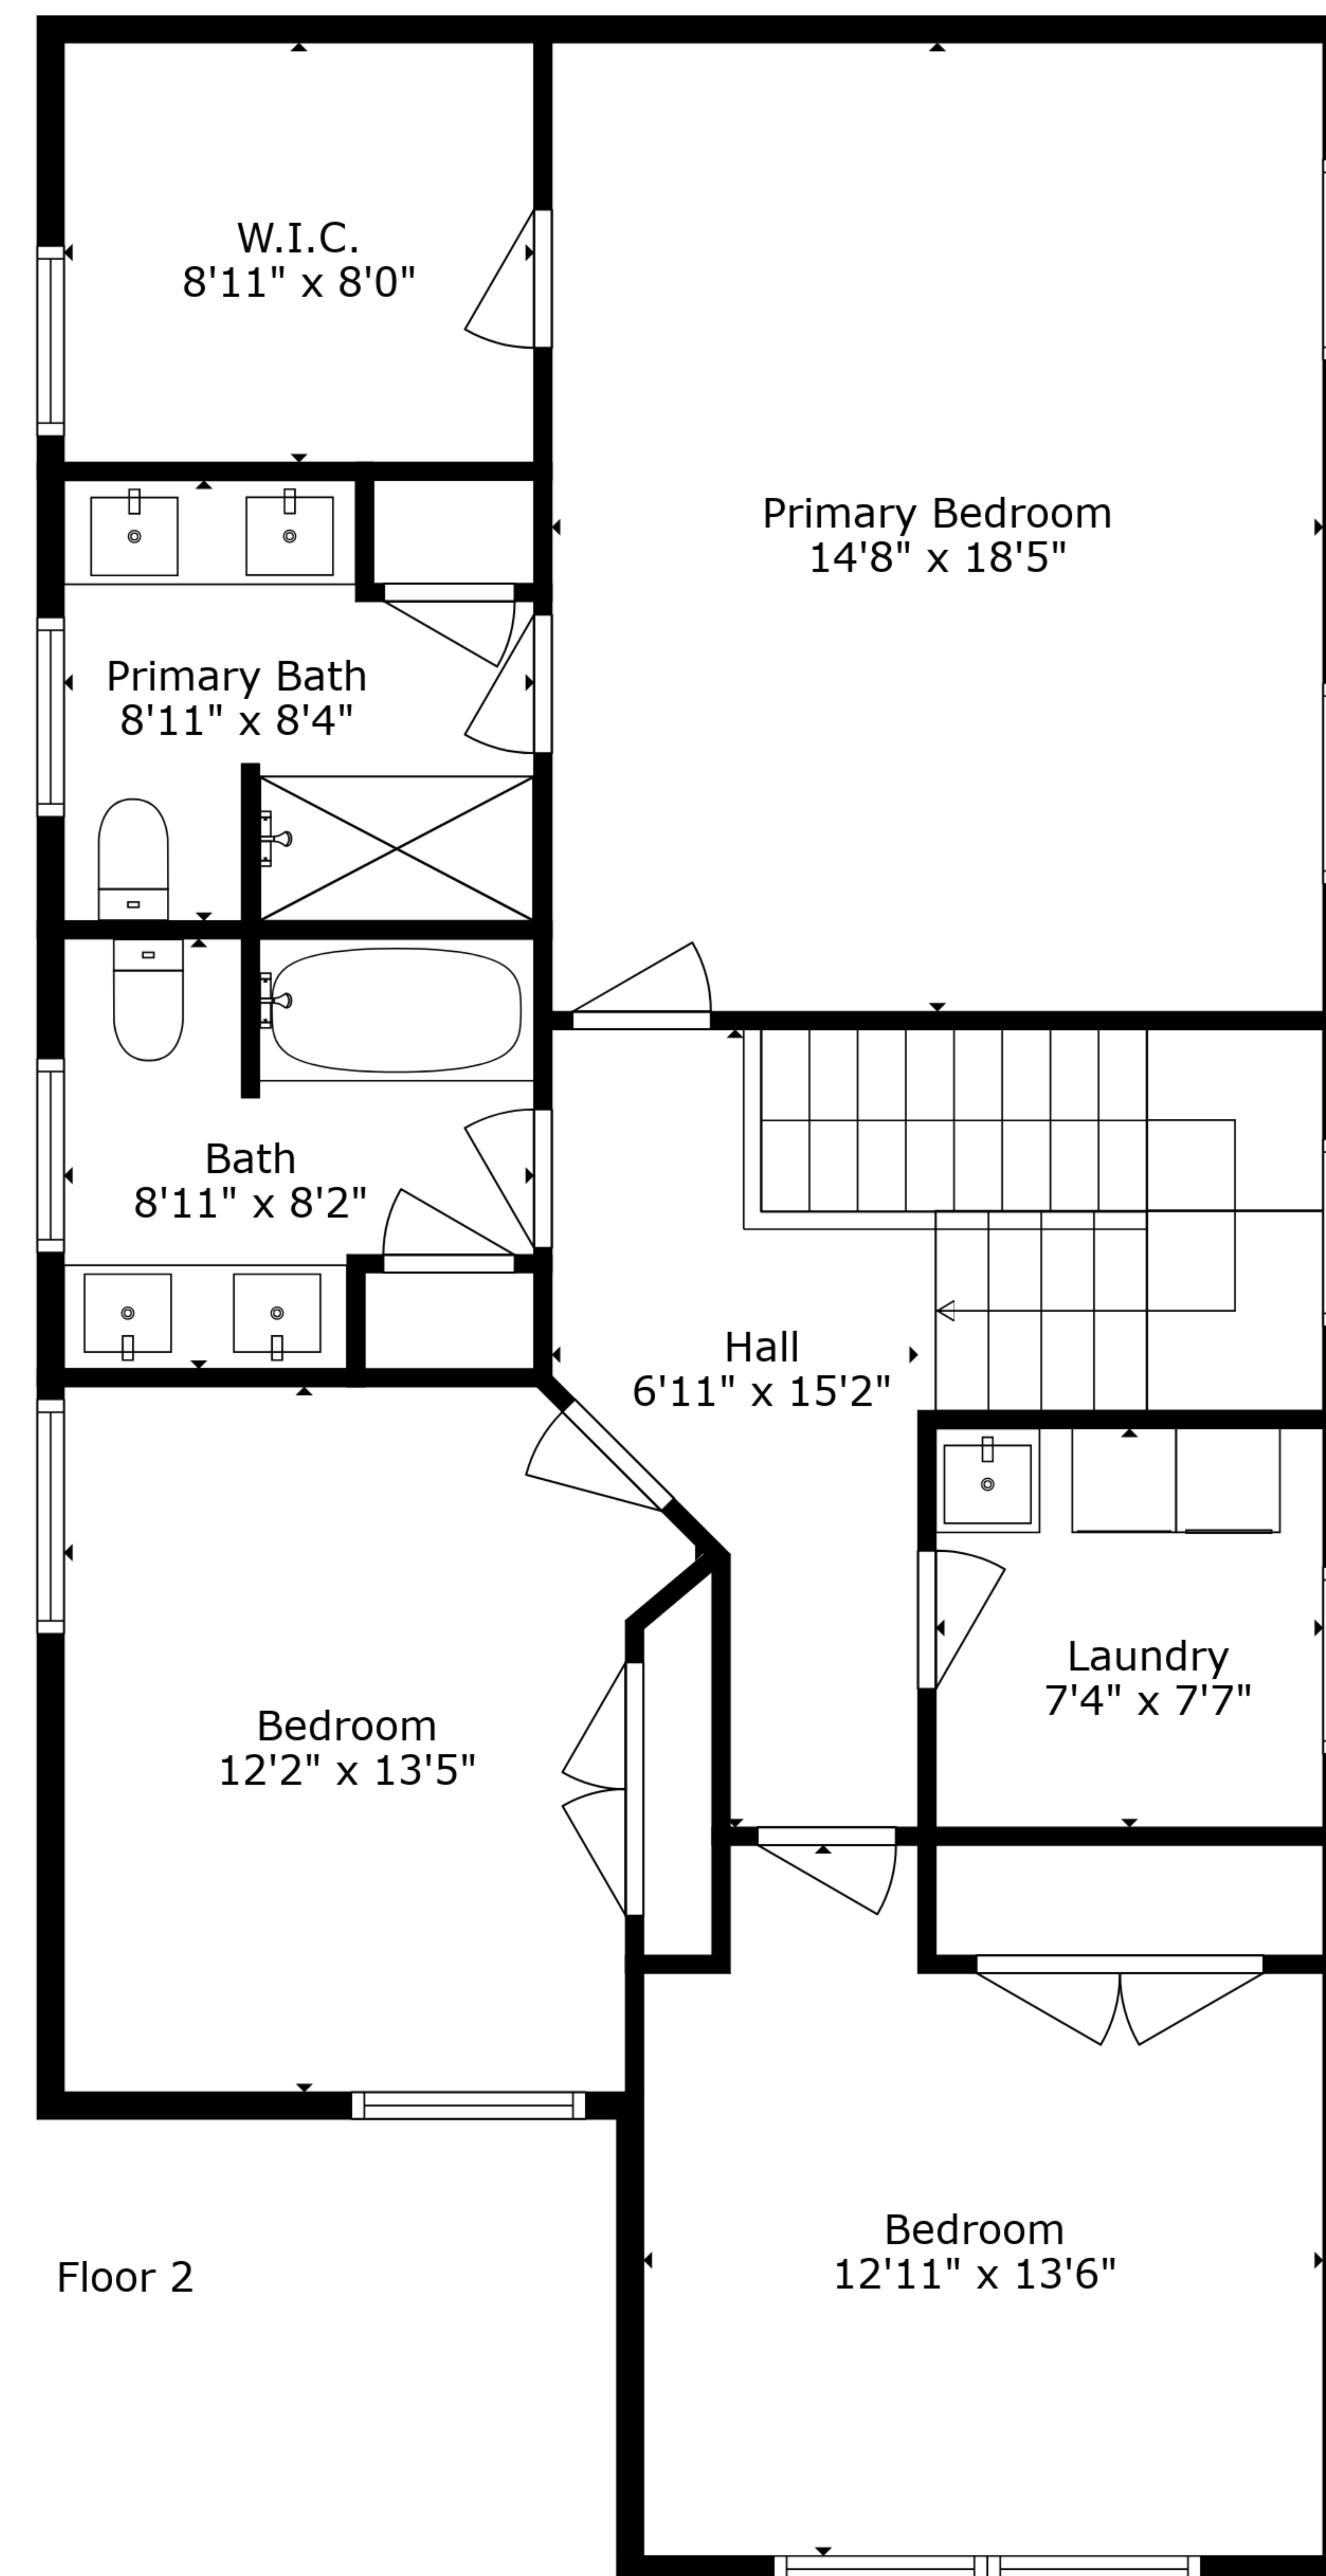 W.I.C.
8'11" x 8'0"
Primary Bedroom
14'8" x 18'5"
Primary Bath
8'11" x 8'4"
Bath
8'11" x 8'2"
Hall
6'11" x 15'2"
Laundry
7'4" x 7'7"
Bedroom
12'2" x 13'5"
Bedroom
12'11" x 13'6"
Floor 2